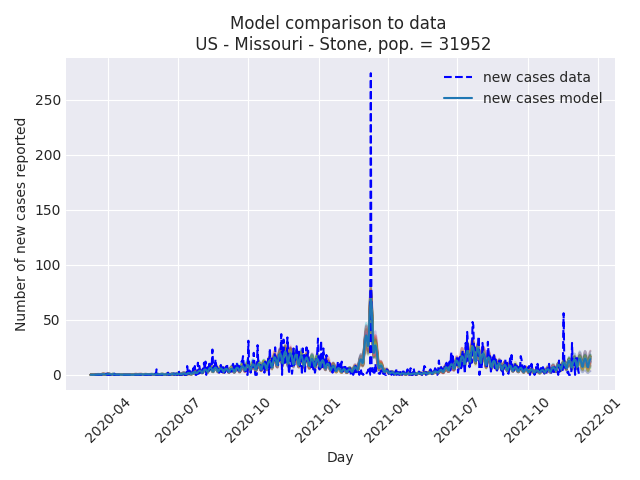 Model comparison to data
US - Missouri - Stone, pop. = 31952
new cases data
new cases model
Number of new cases reported
250
200
150
100
50
0
2020-04
2020-07
2020-10
2021-01
2021-04
2021-07
2021-10
2022-01
Day